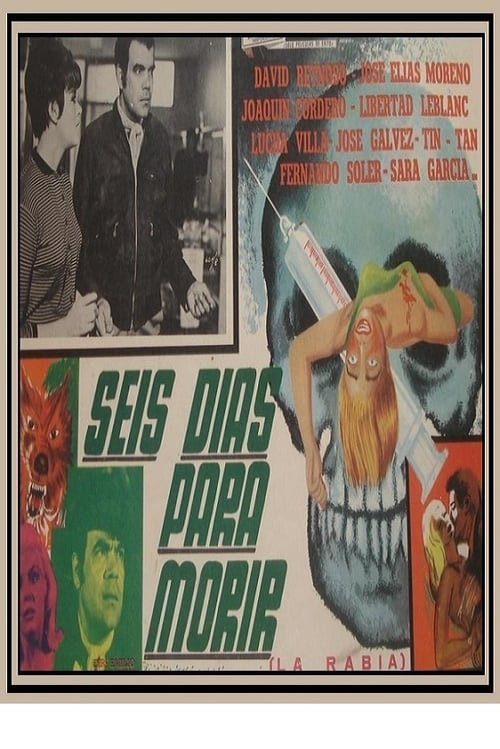 DAVID REYNOSO - JOSE ELIAS MORENO
JOAQUIN CORDERO - LIBERTAD LEBLANC
LUCHA VILLA - JOSE GALVEZ - TIN - TAN
FERNANDO SOLER - SARA GARCIA
SEIS DIAS
PARA
MORIR
(LA RABIA)